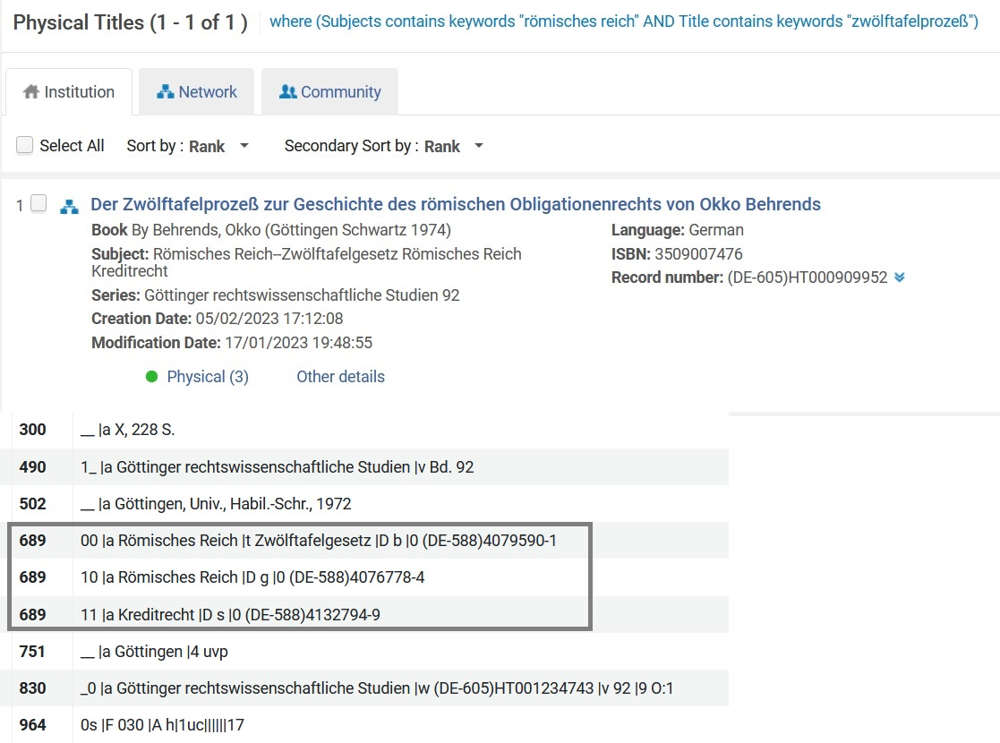 Physical Titles (1 - 1 of 1 ) where (Subjects contains keywords "römisches reich" AND Title contains keywords "zwölftafelprozeß")
Institution Network Community
Select All Sort by : Rank Secondary Sort by : Rank
1 Der Zwölftafelprozeß zur Geschichte des römischen Obligationenrechts von Okko Behrends
Book By Behrends, Okko (Göttingen Schwartz 1974)
Subject: Römisches Reich--Zwölftafelgesetz Römisches Reich
Kreditrecht
Series: Göttinger rechtswissenschaftliche Studien 92
Creation Date: 05/02/2023 17:12:08
Modification Date: 17/01/2023 19:48:55
Language: German
ISBN: 3509007476
Record number: (DE-605)HT000909952
Physical (3) Other details
300 __ |a X, 228 S.
490 1_ |a Göttinger rechtswissenschaftliche Studien |v Bd. 92
502 __ |a Göttingen, Univ., Habil.-Schr., 1972
689 00 |a Römisches Reich |t Zwölftafelgesetz |D b |0 (DE-588)4079590-1
689 10 |a Römisches Reich |D g |0 (DE-588)4076778-4
689 11 |a Kreditrecht |D s |0 (DE-588)4132794-9
751 __ |a Göttingen |4 uvp
830 _0 |a Göttinger rechtswissenschaftliche Studien |w (DE-605)HT001234743 |v 92 |9 O:1
964 0s |F 030 |A h|1uc||||||17